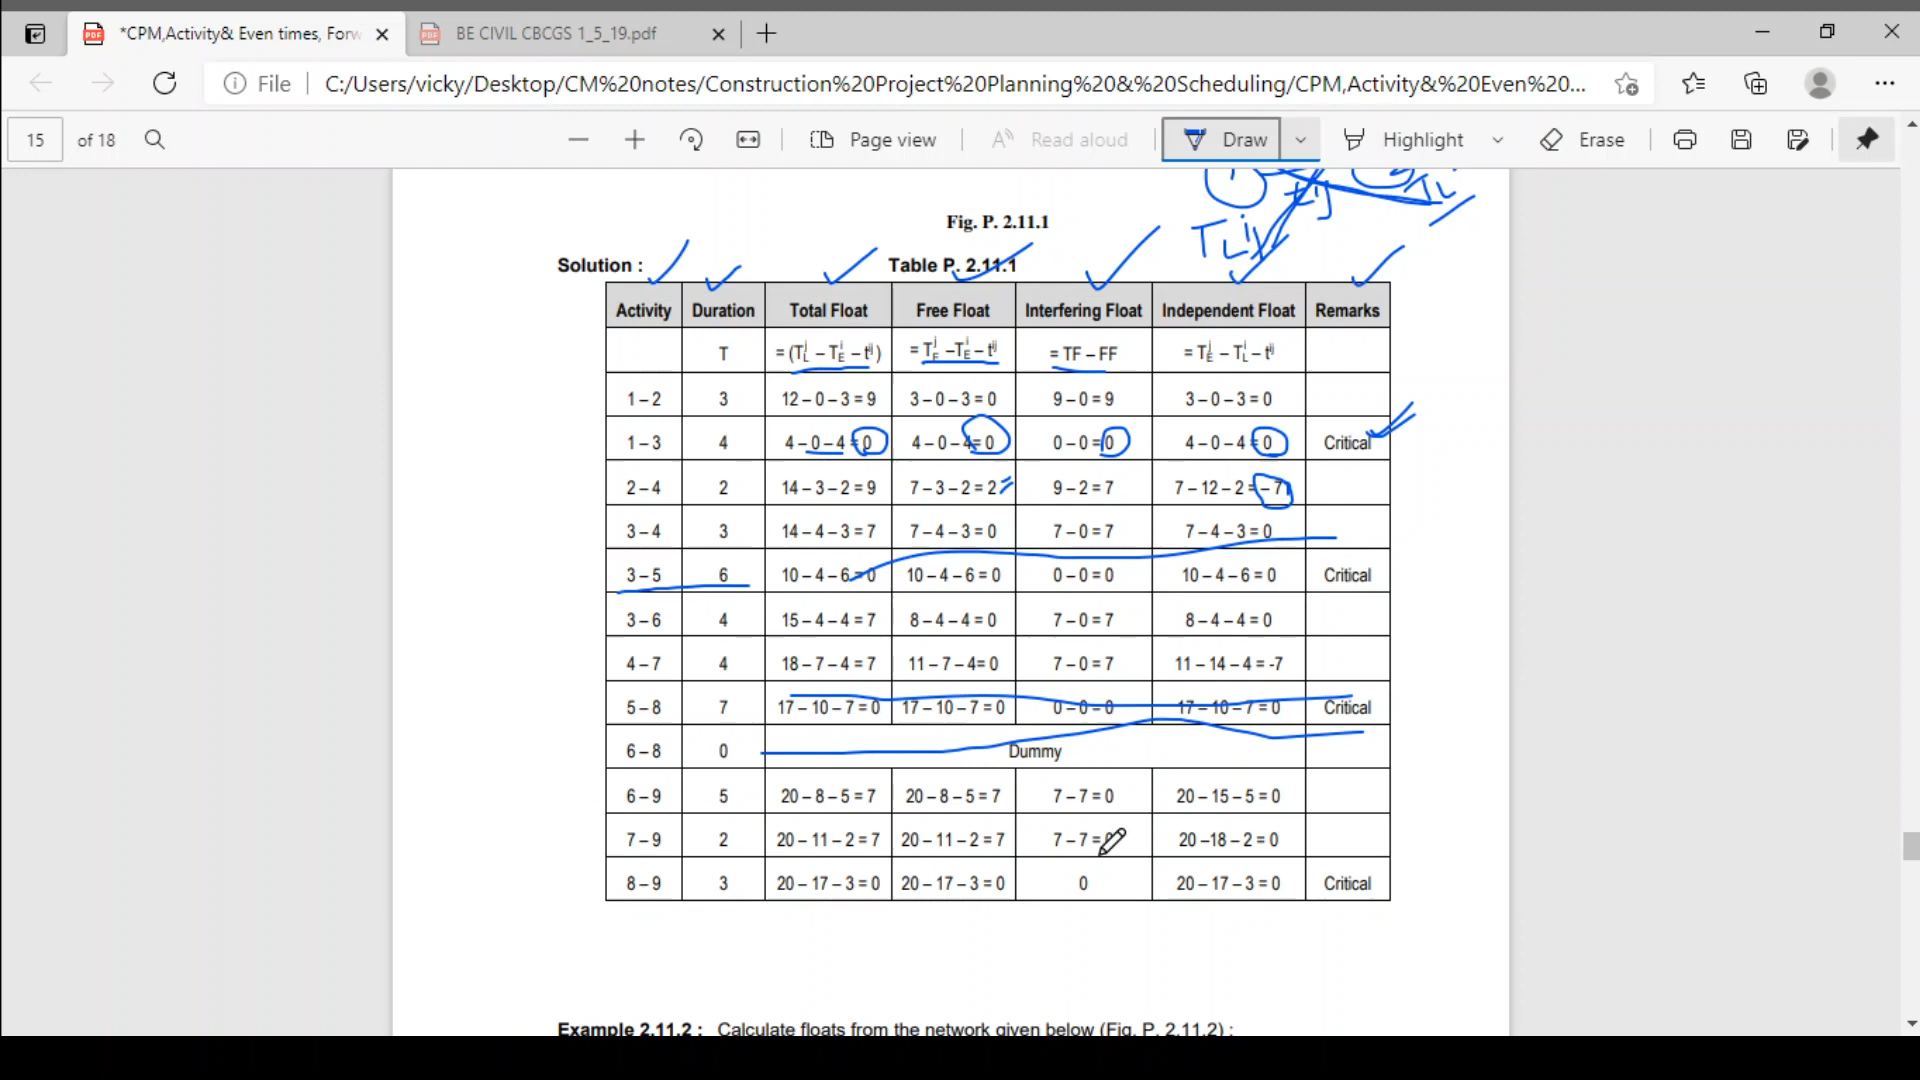 *CPM,Activity& Even times, Forw
BE CIVIL CBCGS 1_5_19.pdf
File
C:/Users/vicky/Desktop/CM%20notes/Construction%20Project%20Planning%20&%20Scheduling/CPM,Activity&%20Even%20...
15 of 18
Page view
Read aloud
Draw
Highlight
Erase
1
tij
TL
TL i
Fig. P. 2.11.1
Solution : Table P. 2.11.1
Activity Duration Total Float Free Float Interfering Float Independent Float Remarks
T = (T_L^j – T_E^i – t^ij) = T_E^j – T_E^i – t^ij = TF – FF = T_E^j – T_L^i – t^ij
1 – 2 3 12 – 0 – 3 = 9 3 – 0 – 3 = 0 9 – 0 = 9 3 – 0 – 3 = 0
1 – 3 4 4 – 0 – 4 = 0 4 – 0 – 4 = 0 0 – 0 = 0 4 – 0 – 4 = 0 Critical
2 – 4 2 14 – 3 – 2 = 9 7 – 3 – 2 = 2 9 – 2 = 7 7 – 12 – 2 = – 7
3 – 4 3 14 – 4 – 3 = 7 7 – 4 – 3 = 0 7 – 0 = 7 7 – 4 – 3 = 0
3 – 5 6 10 – 4 – 6 = 0 10 – 4 – 6 = 0 0 – 0 = 0 10 – 4 – 6 = 0 Critical
3 – 6 4 15 – 4 – 4 = 7 8 – 4 – 4 = 0 7 – 0 = 7 8 – 4 – 4 = 0
4 – 7 4 18 – 7 – 4 = 7 11 – 7 – 4= 0 7 – 0 = 7 11 – 14 – 4 = -7
5 – 8 7 17 – 10 – 7 = 0 17 – 10 – 7 = 0 0 – 0 = 0 17 – 10 – 7 = 0 Critical
6 – 8 0 Dummy
6 – 9 5 20 – 8 – 5 = 7 20 – 8 – 5 = 7 7 – 7 = 0 20 – 15 – 5 = 0
7 – 9 2 20 – 11 – 2 = 7 20 – 11 – 2 = 7 7 – 7 = 20 –18 – 2 = 0
8 – 9 3 20 – 17 – 3 = 0 20 – 17 – 3 = 0 0 20 – 17 – 3 = 0 Critical
Example 2.11.2 : Calculate floats from the network given below (Fig. P. 2.11.2) :